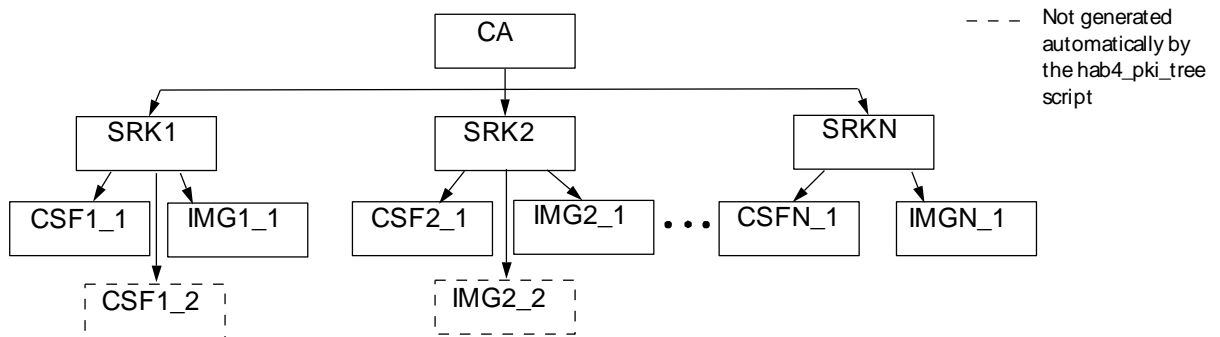 CA
Not generated
automatically by
the hab4_pki_tree
script
SRK1
SRK2
SRKN
CSF1_1
IMG1_1
CSF2_1
IMG2_1
CSFN_1
IMGN_1
CSF1_2
IMG2_2